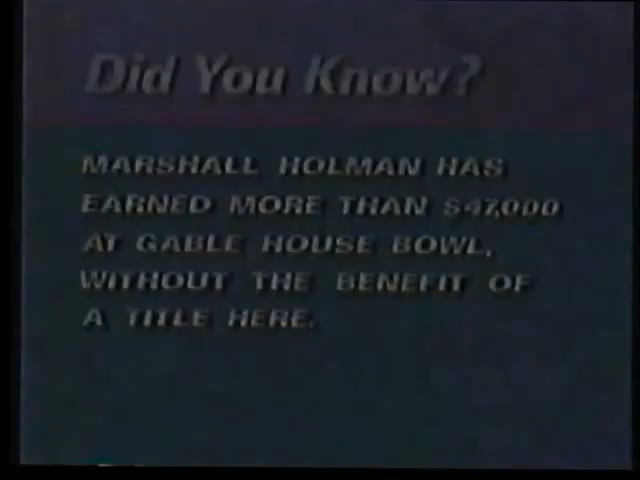 Did You Know?
MARSHALL HOLMAN HAS
EARNED MORE THAN $47,000
AT GABLE HOUSE BOWL,
WITHOUT THE BENEFIT OF
A TITLE HERE.